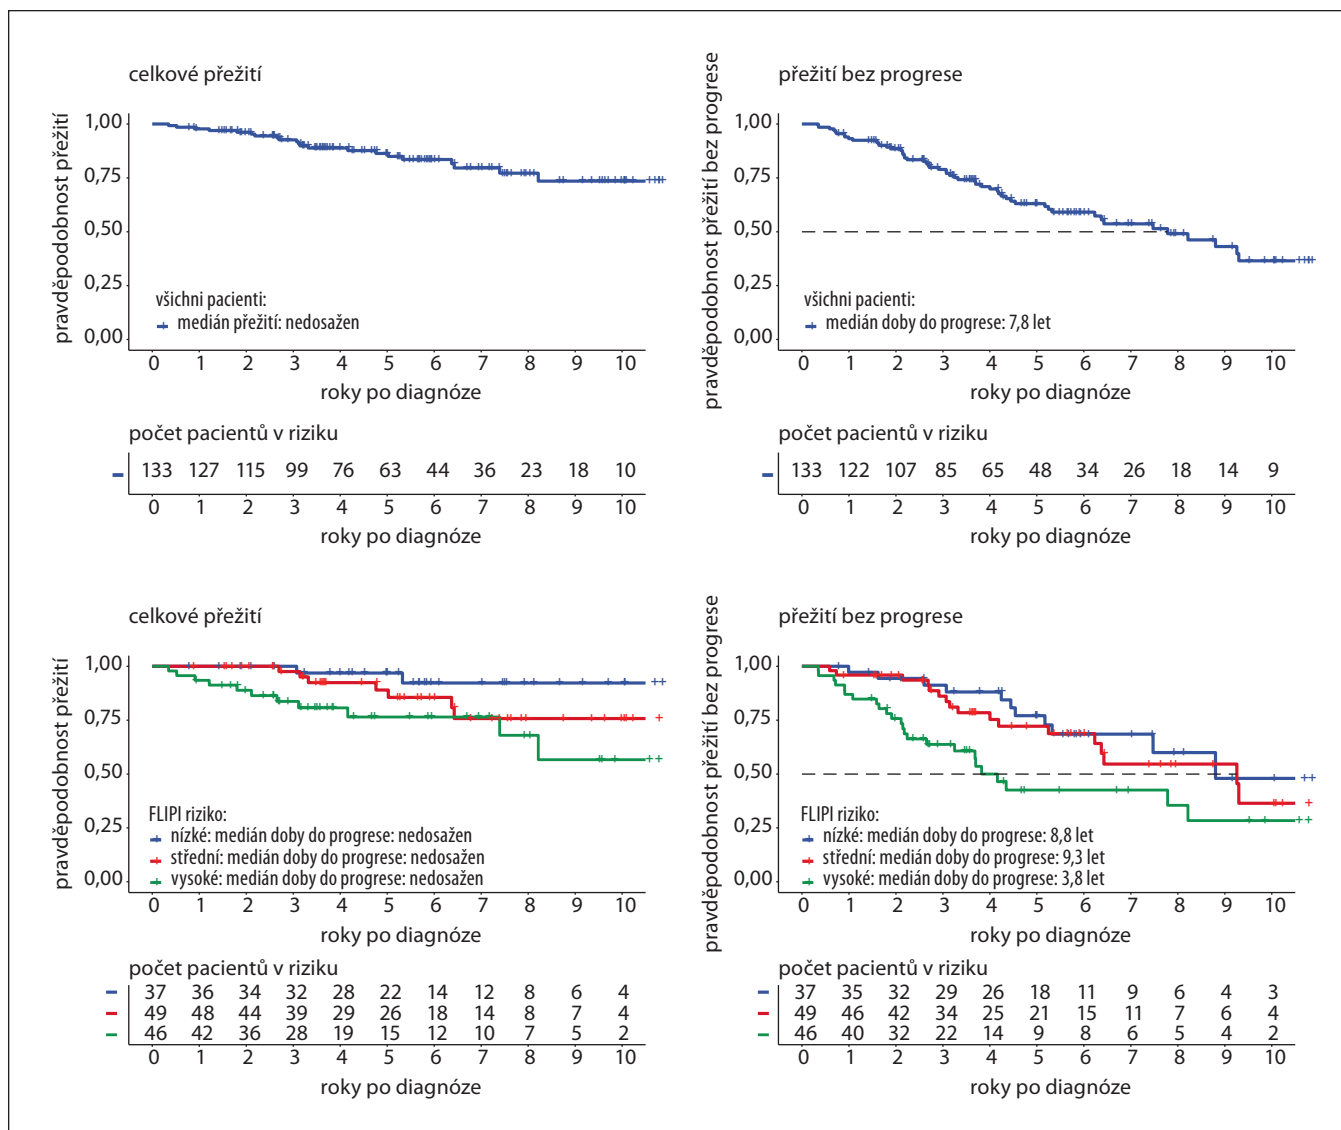 celkové přežití
pravděpodobnost přežití
1,00
0,75
0,50
0,25
0,00
všichni pacienti:
medián přežití: nedosažen
0 1 2 3 4 5 6 7 8 9 10
roky po diagnóze
počet pacientů v riziku
133 127 115 99 76 63 44 36 23 18 10
0 1 2 3 4 5 6 7 8 9 10
roky po diagnóze
přežití bez progrese
pravděpodobnost přežití bez progrese
1,00
0,75
0,50
0,25
0,00
všichni pacienti:
medián doby do progrese: 7,8 let
0 1 2 3 4 5 6 7 8 9 10
roky po diagnóze
počet pacientů v riziku
133 122 107 85 65 48 34 26 18 14 9
0 1 2 3 4 5 6 7 8 9 10
roky po diagnóze
celkové přežití
pravděpodobnost přežití
1,00
0,75
0,50
0,25
0,00
FLIPI riziko:
nízké: medián doby do progrese: nedosažen
střední: medián doby do progrese: nedosažen
vysoké: medián doby do progrese: nedosažen
0 1 2 3 4 5 6 7 8 9 10
roky po diagnóze
počet pacientů v riziku
37 36 34 32 28 22 14 12 8 6 4
49 48 44 39 29 26 18 14 8 7 4
46 42 36 28 19 15 12 10 7 5 2
0 1 2 3 4 5 6 7 8 9 10
roky po diagnóze
přežití bez progrese
pravděpodobnost přežití bez progrese
1,00
0,75
0,50
0,25
0,00
FLIPI riziko:
nízké: medián doby do progrese: 8,8 let
střední: medián doby do progrese: 9,3 let
vysoké: medián doby do progrese: 3,8 let
0 1 2 3 4 5 6 7 8 9 10
roky po diagnóze
počet pacientů v riziku
37 35 32 29 26 18 11 9 6 4 3
49 46 42 34 25 21 15 11 7 6 4
46 40 32 22 14 9 8 6 5 4 2
0 1 2 3 4 5 6 7 8 9 10
roky po diagnóze